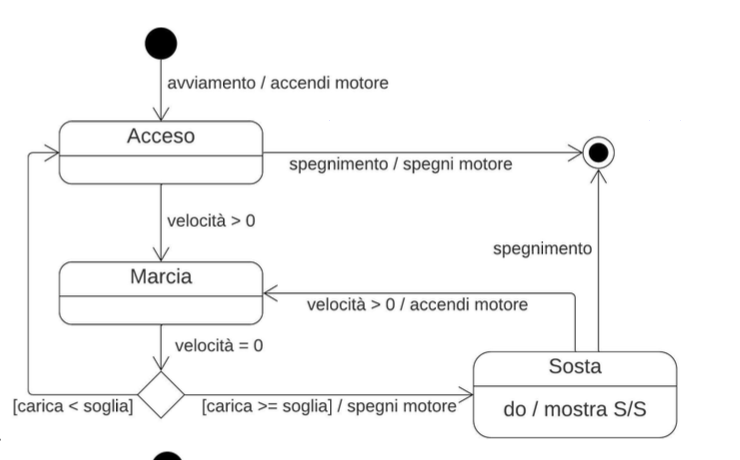 avviamento / accendi motore
Acceso
spegnimento / spegni motore
velocità > 0
spegnimento
Marcia
velocità > 0 / accendi motore
velocità = 0
Sosta
[carica < soglia]
[carica >= soglia] / spegni motore
do / mostra S/S